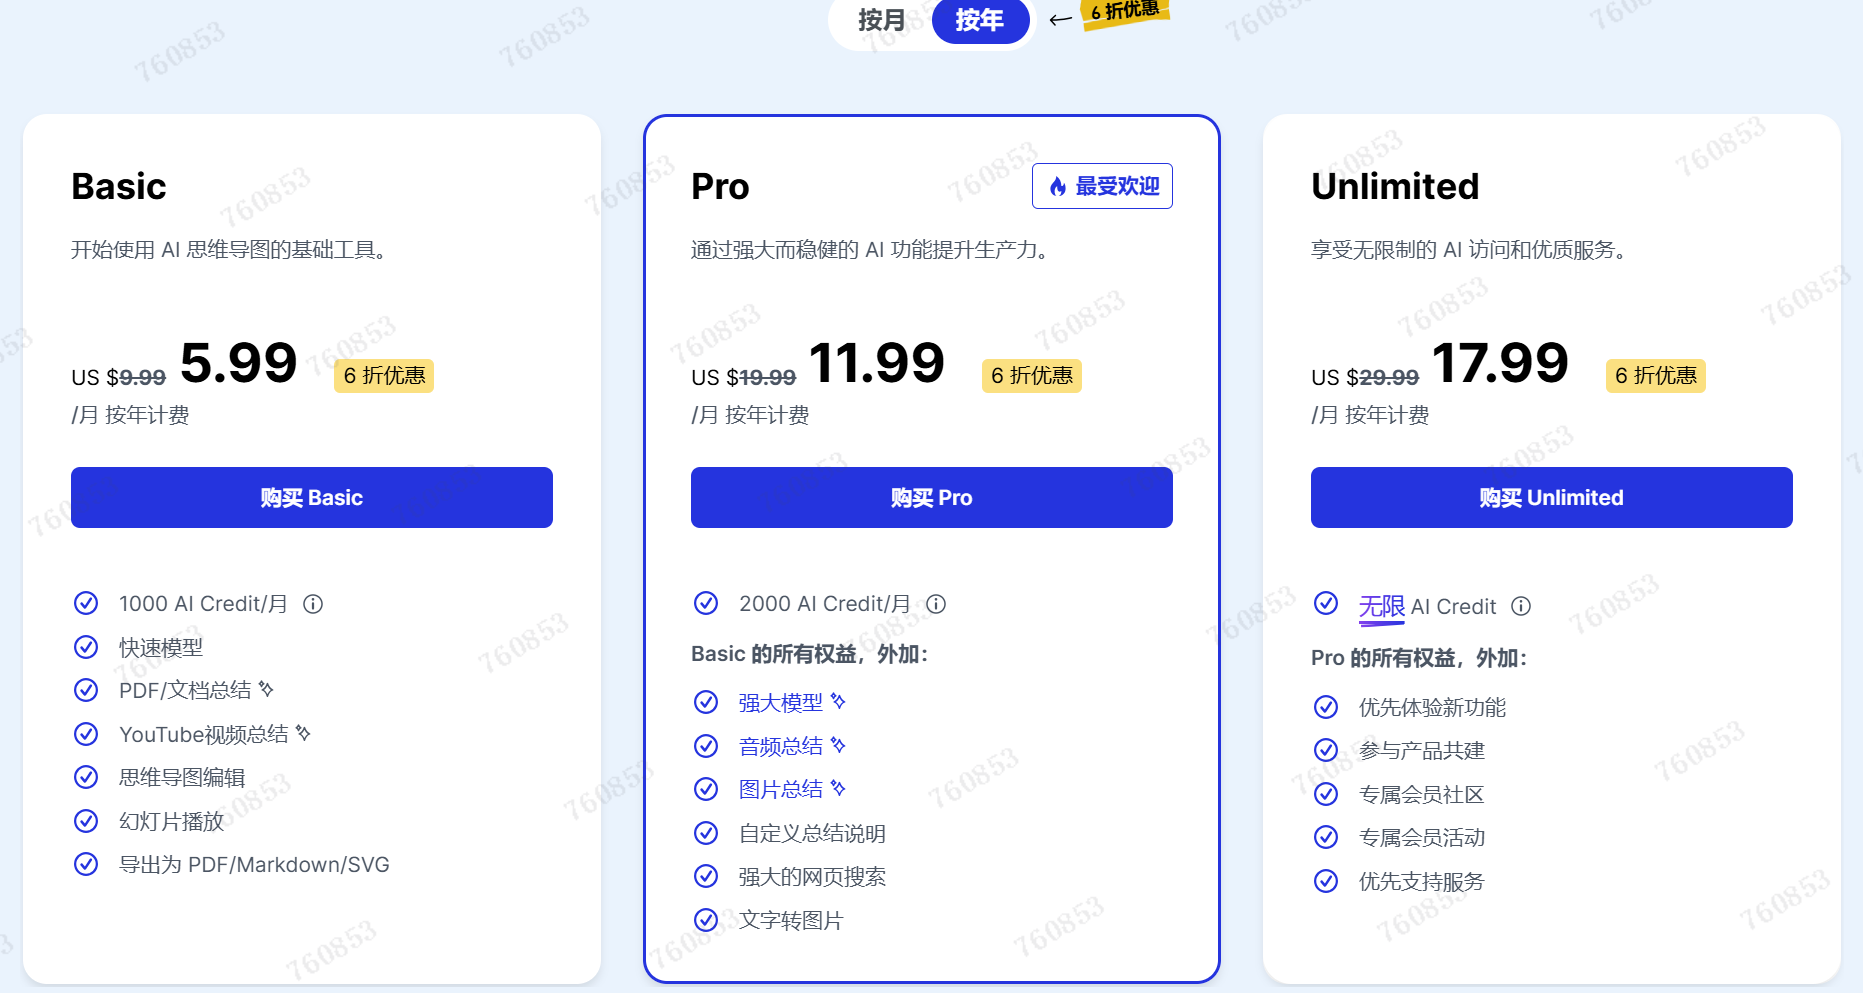 按月
按年
6 折优惠
Basic
开始使用 AI 思维导图的基础工具。
US $9.99 5.99 6 折优惠
/月 按年计费
购买 Basic
1000 AI Credit/月
快速模型
PDF/文档总结
YouTube视频总结
思维导图编辑
幻灯片播放
导出为 PDF/Markdown/SVG
Pro
最受欢迎
通过强大而稳健的 AI 功能提升生产力。
US $19.99 11.99 6 折优惠
/月 按年计费
购买 Pro
2000 AI Credit/月
Basic 的所有权益，外加：
强大模型
音频总结
图片总结
自定义总结说明
强大的网页搜索
文字转图片
Unlimited
享受无限制的 AI 访问和优质服务。
US $29.99 17.99 6 折优惠
/月 按年计费
购买 Unlimited
无限 AI Credit
Pro 的所有权益，外加：
优先体验新功能
参与产品共建
专属会员社区
专属会员活动
优先支持服务
760853